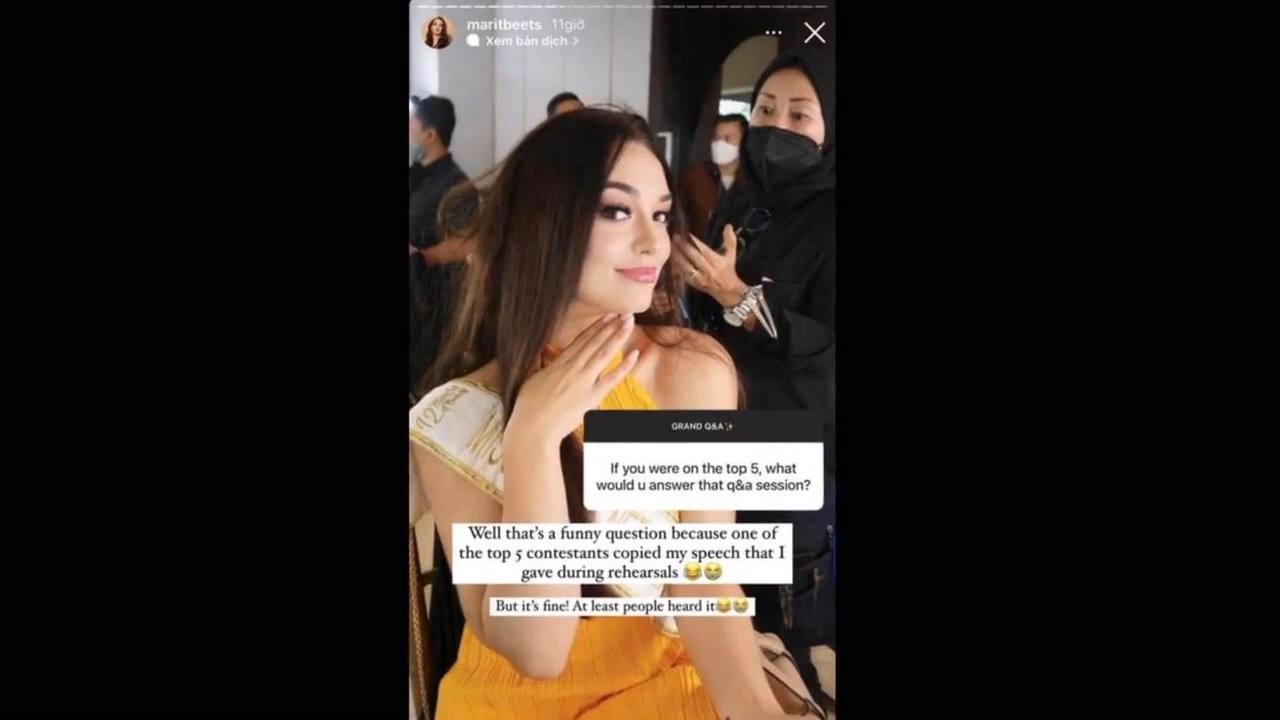 maritbeets 11giờ
Xem bản dịch >
GRAND Q&A✨
If you were on the top 5, what
would u answer that q&a session?
Well that's a funny question because one of
the top 5 contestants copied my speech that I
gave during rehearsals 😂😭
But it's fine! At least people heard it😂😭